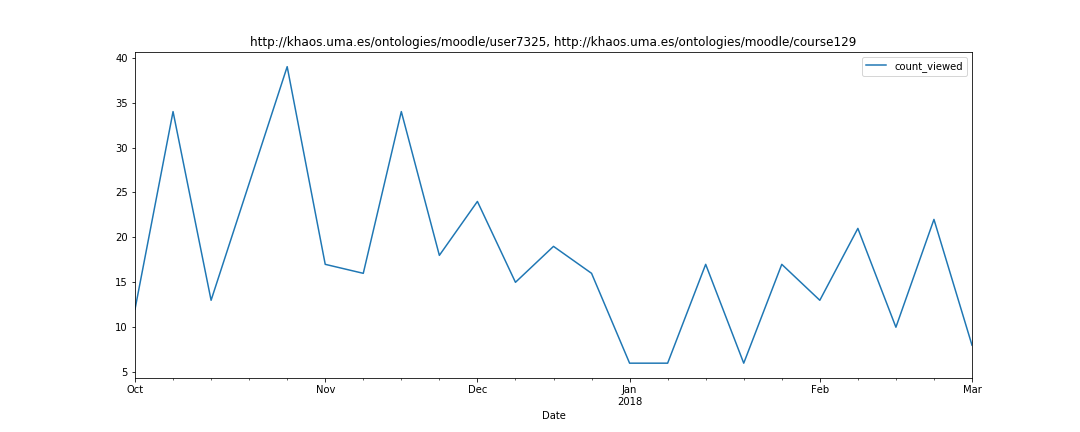 http://khaos.uma.es/ontologies/moodle/user7325, http://khaos.uma.es/ontologies/moodle/course129
count_viewed
40
35
30
25
20
15
10
5
Oct Nov Dec Jan Feb Mar
2018
Date